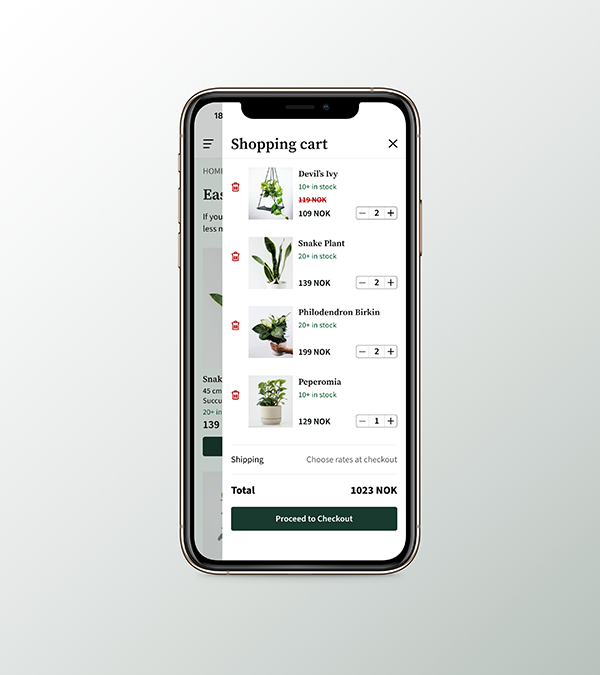 18
Shopping cart
HOME
Eas
If you
less m
Devil's Ivy
10+ in stock
119 NOK
109 NOK
2
Snake Plant
20+ in stock
139 NOK
2
Philodendron Birkin
20+ in stock
199 NOK
2
Peperomia
10+ in stock
129 NOK
1
Snak
45 cm
Succu
20+ in
139
Shipping
Choose rates at checkout
Total
1023 NOK
Proceed to Checkout